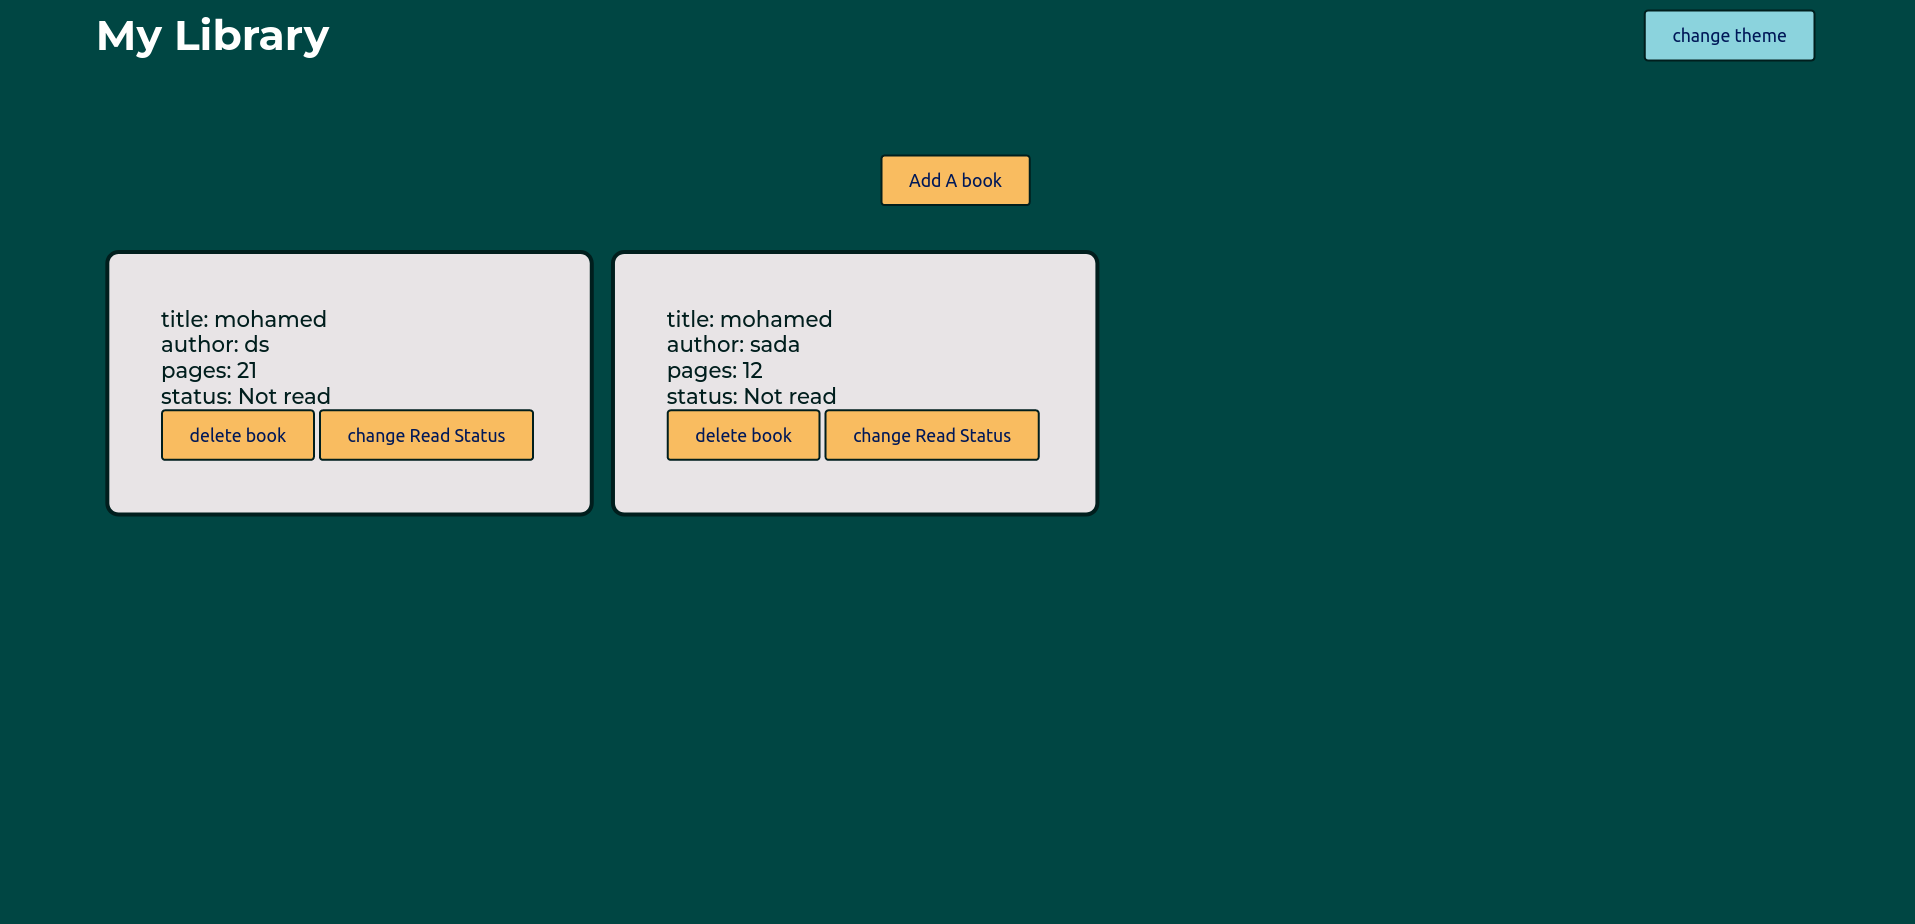 My Library
change theme
Add A book
title: mohamed
author: ds
pages: 21
status: Not read
delete book
change Read Status
title: mohamed
author: sada
pages: 12
status: Not read
delete book
change Read Status